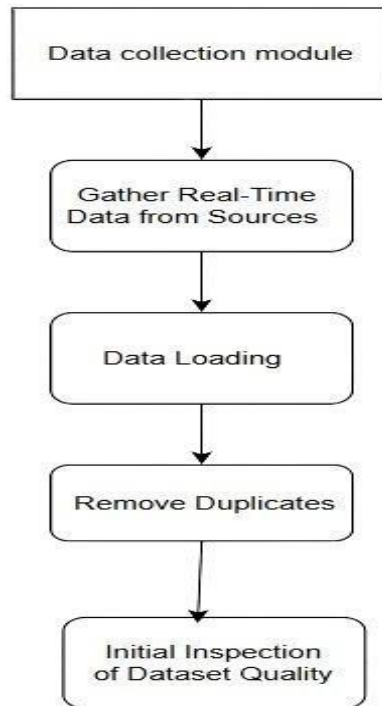 Data collection module
Gather Real-Time
Data from Sources
Data Loading
Remove Duplicates
Initial Inspection
of Dataset Quality